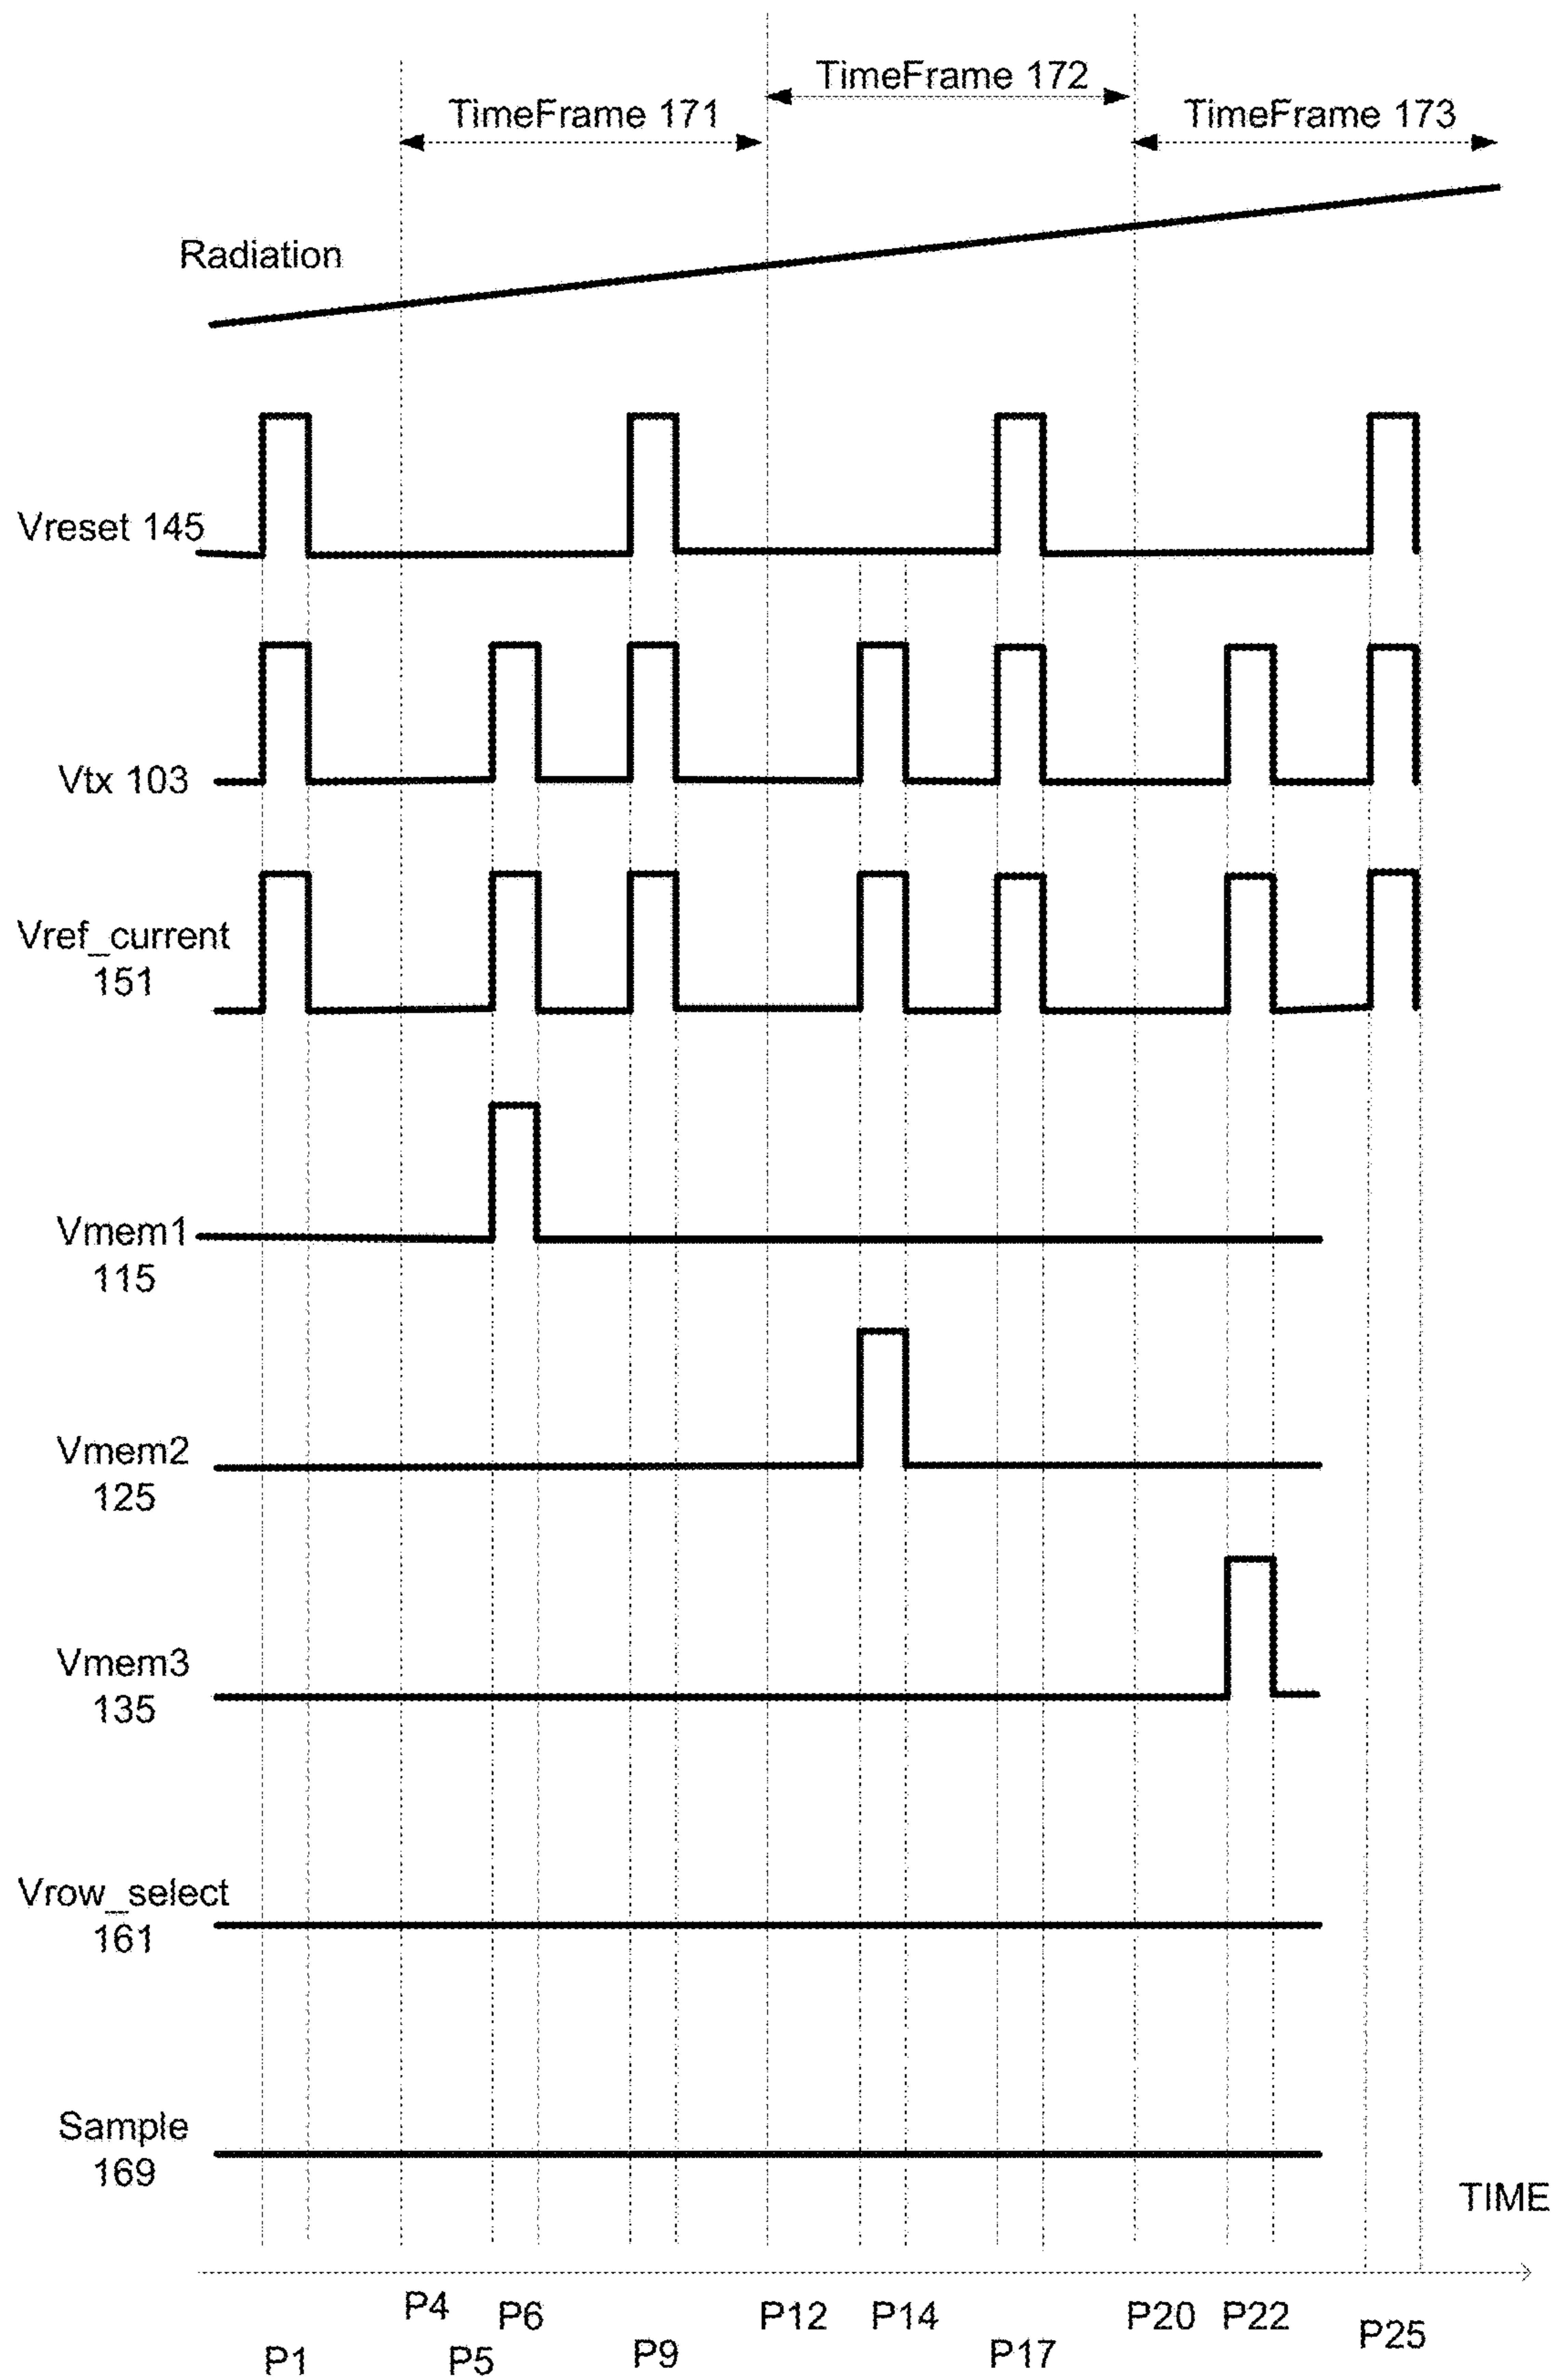 TimeFrame 172
TimeFrame 171
TimeFrame 173
Radiation
Vreset 145
Vtx 103
Vref_current
151
Vmem1
115
Vmem2
125
Vmem3
135
Vrow_select
161
Sample
169
TIME
P4
P6
P12
P14
P20
P22
P25
P1
P5
P9
P17